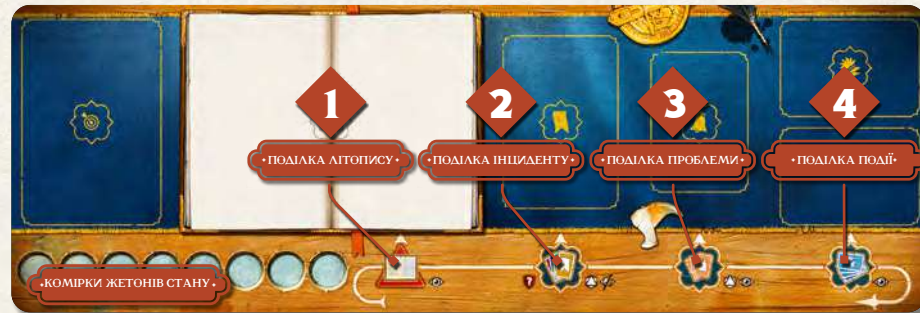 1
2
3
4
•ПОДІЛКА ЛІТОПИСУ•
•ПОДІЛКА ІНЦИДЕНТУ•
•ПОДІЛКА ПРОБЛЕМИ•
•ПОДІЛКА ПОДІЇ•
•КОМІРКИ ЖЕТОНІВ СТАНУ•
?